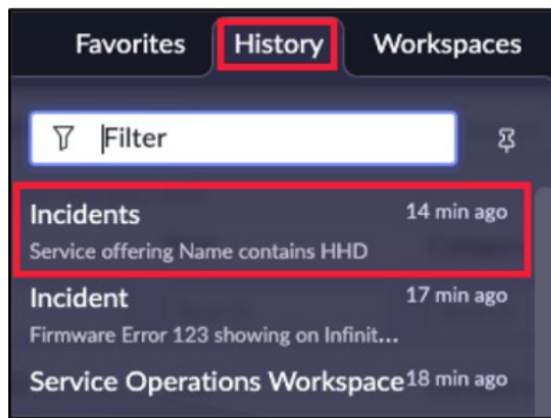 Favorites History Workspaces
Filter
Incidents 14 min ago
Service offering Name contains HHD
Incident 17 min ago
Firmware Error 123 showing on Infinit...
Service Operations Workspace 18 min ago